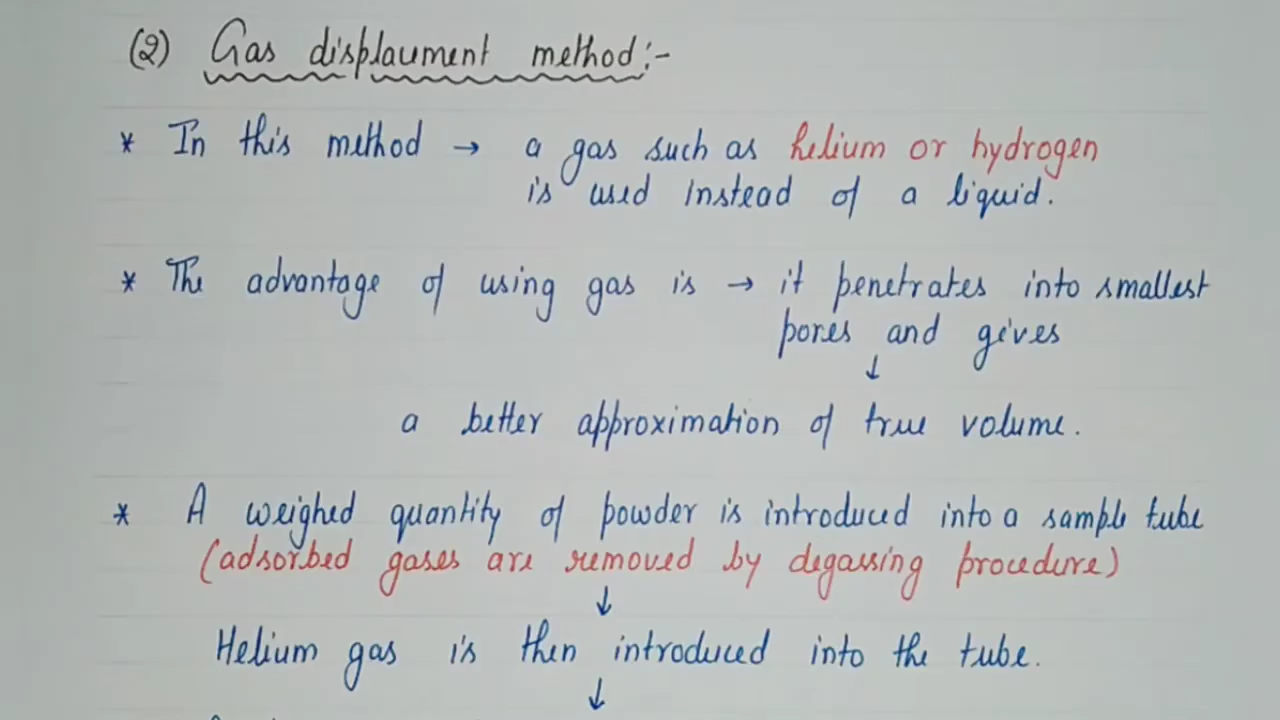 (2) Gas displaument method:-
* In this method → a gas such as helium or hydrogen
is used instead of a liquid.
* The advantage of using gas is → it penetrates into smallest
pores and gives
↓
a better approximation of true volume.
* A weighed quantity of powder is introduced into a sample tube
(adsorbed gases are removed by degassing procedure)
↓
Helium gas is then introduced into the tube.
↓